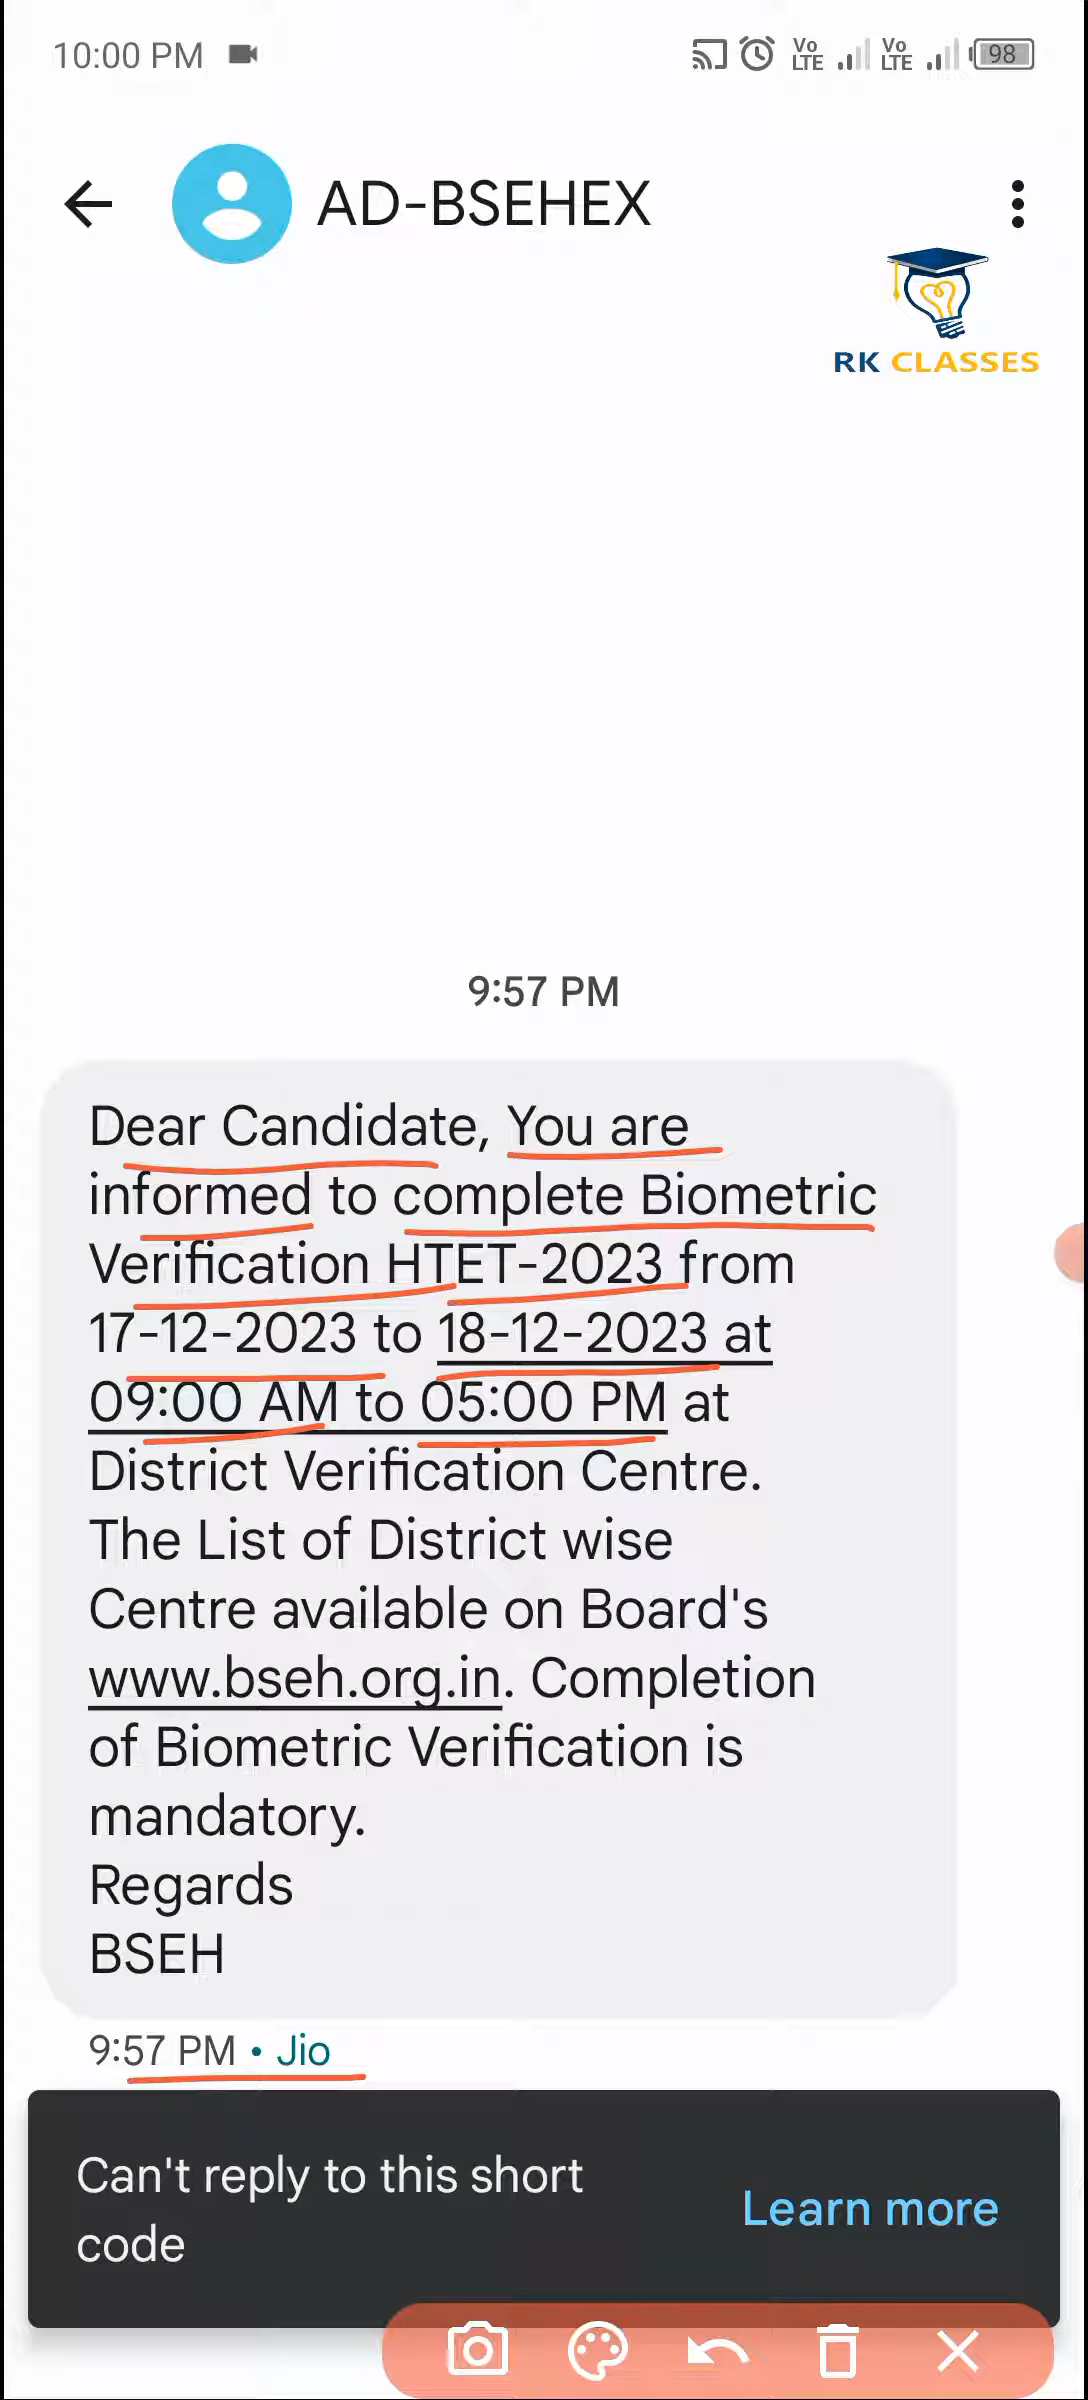 10:00 PM
Vo LTE Vo LTE 98
AD-BSEHEX
RK CLASSES
9:57 PM
Dear Candidate, You are
informed to complete Biometric
Verification HTET-2023 from
17-12-2023 to 18-12-2023 at
09:00 AM to 05:00 PM at
District Verification Centre.
The List of District wise
Centre available on Board's
www.bseh.org.in. Completion
of Biometric Verification is
mandatory.
Regards
BSEH
9:57 PM • Jio
Can't reply to this short
code
Learn more